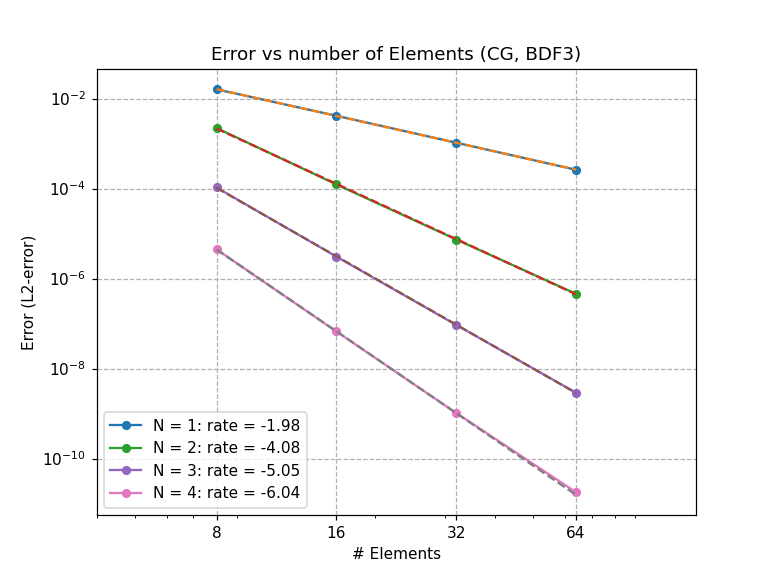 Error vs number of Elements (CG, BDF3)
Error (L2-error)
10⁻²
10⁻⁴
10⁻⁶
10⁻⁸
10⁻¹⁰
N = 1: rate = -1.98
N = 2: rate = -4.08
N = 3: rate = -5.05
N = 4: rate = -6.04
8 16 32 64
# Elements